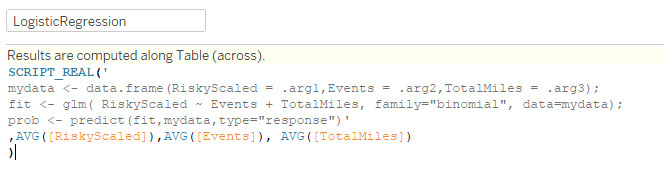 LogisticRegression
Results are computed along Table (across).
SCRIPT_REAL('
mydata <- data.frame(RiskyScaled = .arg1,Events = .arg2,TotalMiles = .arg3);
fit <- glm( RiskyScaled ~ Events + TotalMiles, family="binomial", data=mydata);
prob <- predict(fit,mydata,type="response")'
,AVG([RiskyScaled]),AVG([Events]), AVG([TotalMiles])
)